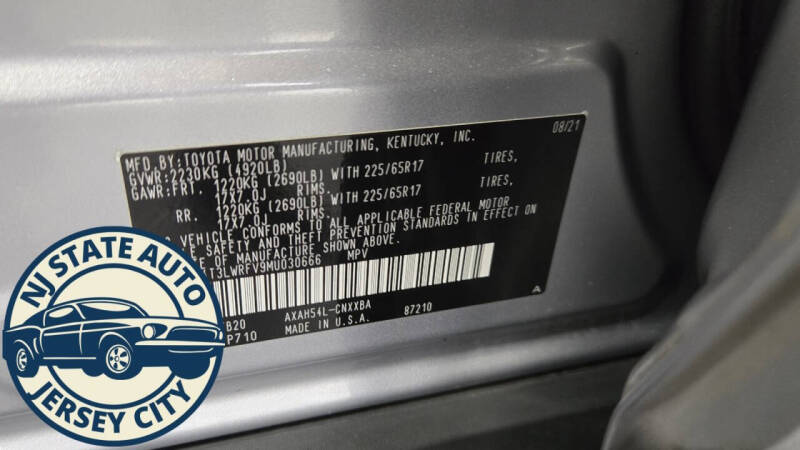 MFD.BY:TOYOTA MOTOR MANUFACTURING, KENTUCKY, INC. 08/21
GVWR:2230KG (4920LB)
GAWR:FRT. 1220KG (2690LB) WITH 225/65R17 TIRES,
17X7.0J RIMS.
RR. 1220KG (2690LB) WITH 225/65R17 TIRES,
17X7.0J RIMS.
VEHICLE CONFORMS TO ALL APPLICABLE FEDERAL MOTOR
SAFETY, AND THEFT PREVENTION STANDARDS IN EFFECT ON
OF MANUFACTURE SHOWN ABOVE.
T3LWRFV9MU030666 MPV
B20 AXAH54L-CNXXBA 87210 A
P710 MADE IN U.S.A.
NJ STATE AUTO
JERSEY CITY